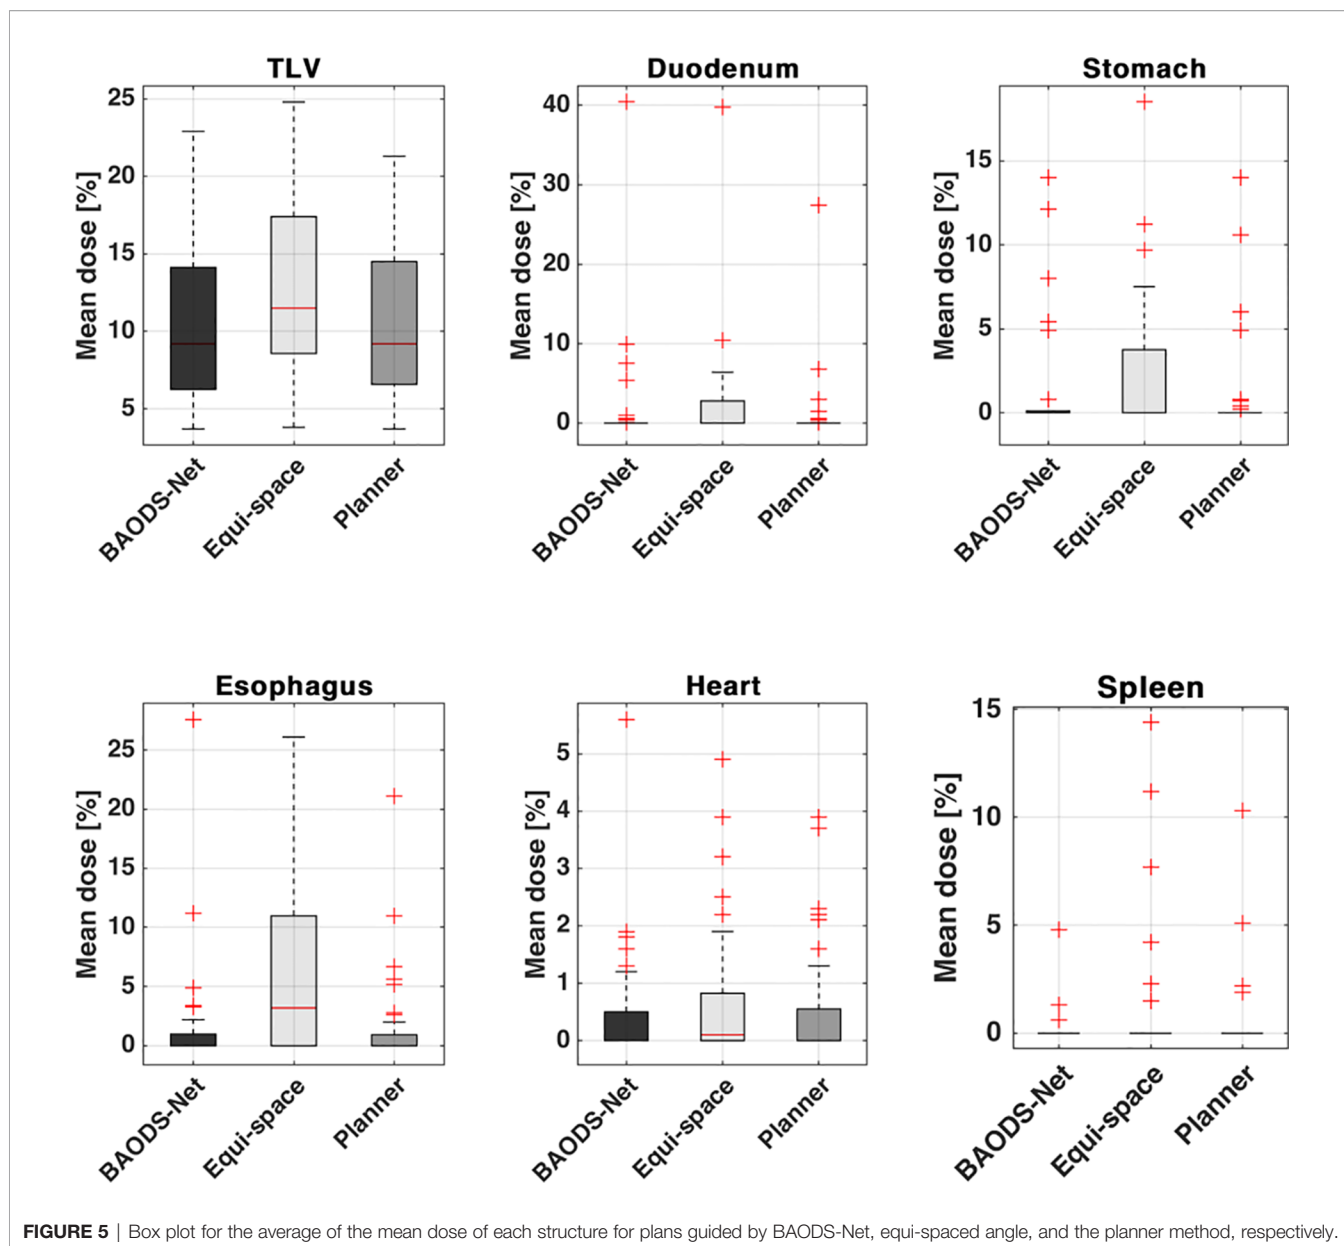 TLV
Mean dose [%]
25
20
15
10
5
BAODS-Net
Equi-space
Planner
Duodenum
Mean dose [%]
40
30
20
10
0
BAODS-Net
Equi-space
Planner
Stomach
Mean dose [%]
15
10
5
0
BAODS-Net
Equi-space
Planner
Esophagus
Mean dose [%]
25
20
15
10
5
0
BAODS-Net
Equi-space
Planner
Heart
Mean dose [%]
5
4
3
2
1
0
BAODS-Net
Equi-space
Planner
Spleen
Mean dose [%]
15
10
5
0
BAODS-Net
Equi-space
Planner
FIGURE 5 | Box plot for the average of the mean dose of each structure for plans guided by BAODS-Net, equi-spaced angle, and the planner method, respectively.